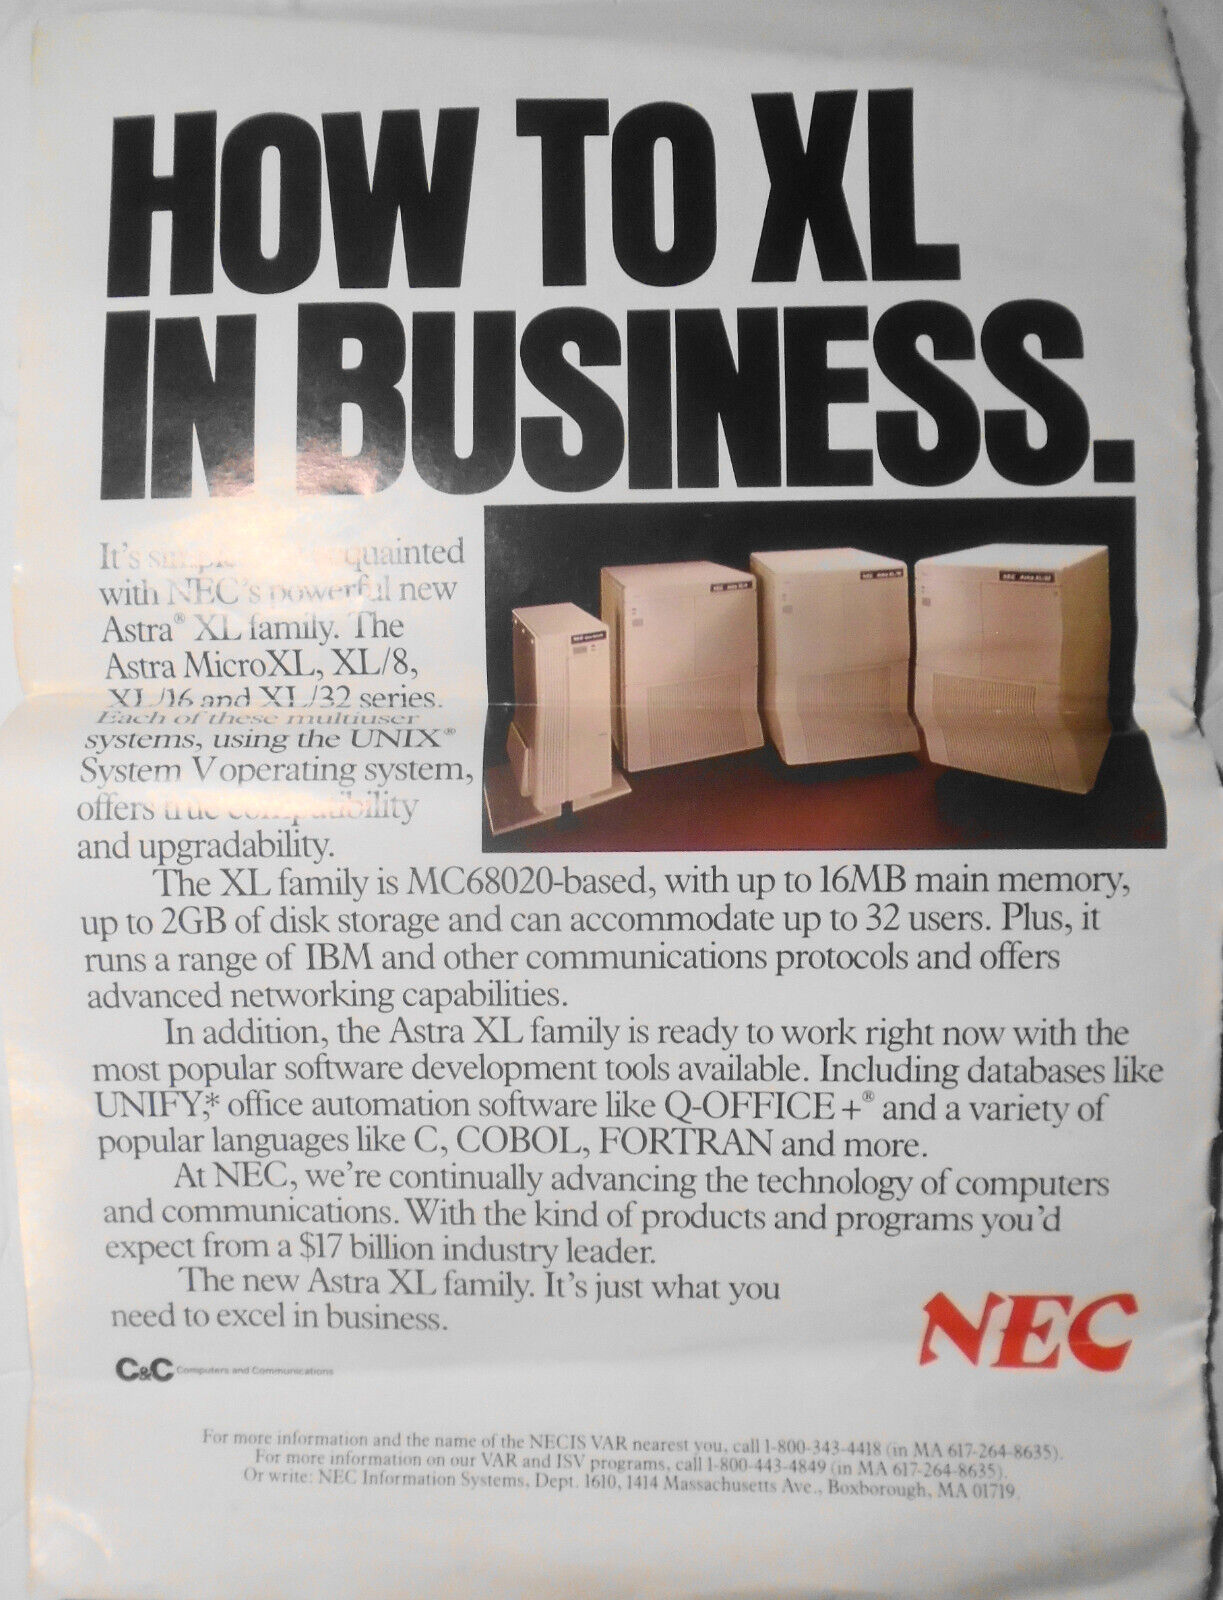 HOW TO XL
IN BUSINESS.
It's
with NEC's powerful new
Astra® XL family. The
Astra MicroXL, XL/8,
XL/16 and XL/32 series.
Each of these multiuser
systems, using the UNIX®
System V operating system,
offers true compatibility
and upgradability.
NEC Astra XL/32
The XL family is MC68020-based, with up to 16MB main memory,
up to 2GB of disk storage and can accommodate up to 32 users. Plus, it
runs a range of IBM and other communications protocols and offers
advanced networking capabilities.
In addition, the Astra XL family is ready to work right now with the
most popular software development tools available. Including databases like
UNIFY,* office automation software like Q-OFFICE+® and a variety of
popular languages like C, COBOL, FORTRAN and more.
At NEC, we're continually advancing the technology of computers
and communications. With the kind of products and programs you'd
expect from a $17 billion industry leader.
The new Astra XL family. It's just what you
need to excel in business.
NEC
C&C Computers and Communications
For more information and the name of the NECIS VAR nearest you, call 1-800-343-4418 (in MA 617-264-8635).
For more information on our VAR and ISV programs, call 1-800-443-4849 (in MA 617-264-8635).
Or write: NEC Information Systems, Dept. 1610, 1414 Massachusetts Ave., Boxborough, MA 01719.